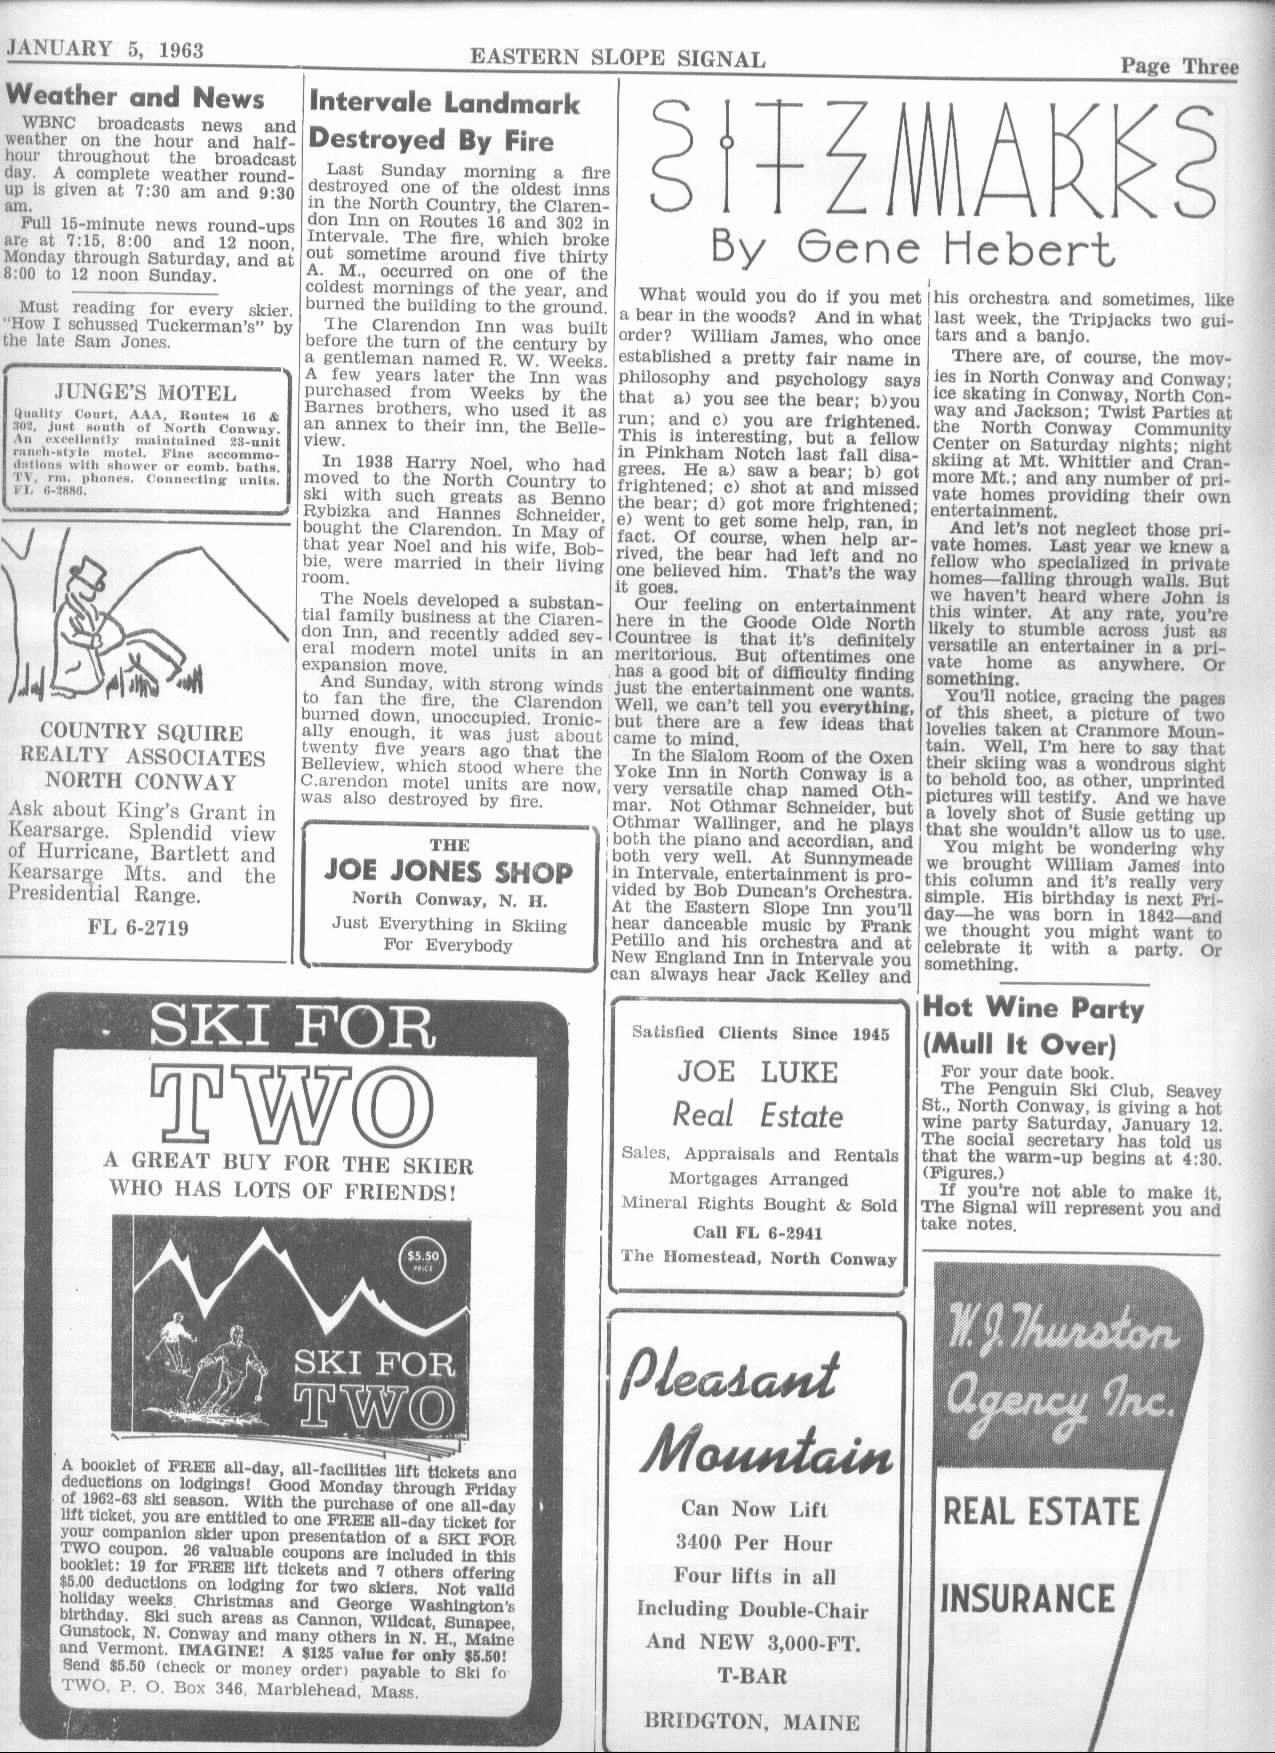 JANUARY 5, 1963
EASTERN SLOPE SIGNAL
Page Three
Weather and News
WBNC broadcasts news and
weather on the hour and half-
hour throughout the broadcast
day. A complete weather round-
up is given at 7:30 am and 9:30
am.
Full 15-minute news round-ups
are at 7:15, 8:00 and 12 noon,
Monday through Saturday, and at
8:00 to 12 noon Sunday.
Must reading for every skier.
"How I schussed Tuckerman's" by
the late Sam Jones.
JUNGE'S MOTEL
Quality Court, AAA, Routes 16 &
302, just south of North Conway.
An excellently maintained 23-unit
ranch-style motel. Fine accommo-
dations with shower or comb. baths.
TV, rm. phones. Connecting units.
FL 6-2886.
COUNTRY SQUIRE
REALTY ASSOCIATES
NORTH CONWAY
Ask about King's Grant in
Kearsarge. Splendid view
of Hurricane, Bartlett and
Kearsarge Mts. and the
Presidential Range.
FL 6-2719
Intervale Landmark
Destroyed By Fire
Last Sunday morning a fire
destroyed one of the oldest inns
in the North Country, the Claren-
don Inn on Routes 16 and 302 in
Intervale. The fire, which broke
out sometime around five thirty
A. M., occurred on one of the
coldest mornings of the year, and
burned the building to the ground.
The Clarendon Inn was built
before the turn of the century by
a gentleman named R. W. Weeks.
A few years later the Inn was
purchased from Weeks by the
Barnes brothers, who used it as
an annex to their inn, the Belle-
view.
In 1938 Harry Noel, who had
moved to the North Country to
ski with such greats as Benno
Rybizka and Hannes Schneider,
bought the Clarendon. In May of
that year Noel and his wife, Bob-
bie, were married in their living
room.
The Noels developed a substan-
tial family business at the Claren-
don Inn, and recently added sev-
eral modern motel units in an
expansion move.
And Sunday, with strong winds
to fan the fire, the Clarendon
burned down, unoccupied. Ironic-
ally enough, it was just about
twenty five years ago that the
Belleview, which stood where the
C.arendon motel units are now,
was also destroyed by fire.
THE
JOE JONES SHOP
North Conway, N. H.
Just Everything in Skiing
For Everybody
SITZMARKS
By Gene Hebert
What would you do if you met
a bear in the woods? And in what
order? William James, who once
established a pretty fair name in
philosophy and psychology says
that a) you see the bear; b)you
run; and c) you are frightened.
This is interesting, but a fellow
in Pinkham Notch last fall disa-
grees. He a) saw a bear; b) got
frightened; c) shot at and missed
the bear; d) got more frightened;
e) went to get some help, ran, in
fact. Of course, when help ar-
rived, the bear had left and no
one believed him. That's the way
it goes.
Our feeling on entertainment
here in the Goode Olde North
Countree is that it's definitely
meritorious. But oftentimes one
has a good bit of difficulty finding
just the entertainment one wants.
Well, we can't tell you everything,
but there are a few ideas that
came to mind.
In the Slalom Room of the Oxen
Yoke Inn in North Conway is a
very versatile chap named Oth-
mar. Not Othmar Schneider, but
Othmar Wallinger, and he plays
both the piano and accordian, and
both very well. At Sunnymeade
in Intervale, entertainment is pro-
vided by Bob Duncan's Orchestra.
At the Eastern Slope Inn you'll
hear danceable music by Frank
Petillo and his orchestra and at
New England Inn in Intervale you
can always hear Jack Kelley and
his orchestra and sometimes, like
last week, the Tripjacks two gui-
tars and a banjo.
There are, of course, the mov-
ies in North Conway and Conway;
ice skating in Conway, North Con-
way and Jackson; Twist Parties at
the North Conway Community
Center on Saturday nights; night
skiing at Mt. Whittier and Cran-
more Mt.; and any number of pri-
vate homes providing their own
entertainment.
And let's not neglect those pri-
vate homes. Last year we knew a
fellow who specialized in private
homes—falling through walls. But
we haven't heard where John is
this winter. At any rate, you're
likely to stumble across just as
versatile an entertainer in a pri-
vate home as anywhere. Or
something.
You'll notice, gracing the pages
of this sheet, a picture of two
lovelies taken at Cranmore Moun-
tain. Well, I'm here to say that
their skiing was a wondrous sight
to behold too, as other, unprinted
pictures will testify. And we have
a lovely shot of Susie getting up
that she wouldn't allow us to use.
You might be wondering why
we brought William James into
this column and it's really very
simple. His birthday is next Fri-
day—he was born in 1842—and
we thought you might want to
celebrate it with a party. Or
something.
Hot Wine Party
(Mull It Over)
For your date book.
The Penguin Ski Club, Seavey
St., North Conway, is giving a hot
wine party Saturday, January 12.
The social secretary has told us
that the warm-up begins at 4:30.
(Figures.)
If you're not able to make it,
The Signal will represent you and
take notes.
SKI FOR
TWO
A GREAT BUY FOR THE SKIER
WHO HAS LOTS OF FRIENDS!
$5.50
PRICE
SKI FOR
TWO
A booklet of FREE all-day, all-facilities lift tickets and
deductions on lodgings! Good Monday through Friday
of 1962-63 ski season. With the purchase of one all-day
lift ticket, you are entitled to one FREE all-day ticket for
your companion skier upon presentation of a SKI FOR
TWO coupon. 26 valuable coupons are included in this
booklet: 19 for FREE lift tickets and 7 others offering
$5.00 deductions on lodging for two skiers. Not valid
holiday weeks. Christmas and George Washington's
birthday. Ski such areas as Cannon, Wildcat, Sunapee,
Gunstock, N. Conway and many others in N. H., Maine
and Vermont. IMAGINE! A $125 value for only $5.50!
Send $5.50 (check or money order) payable to Ski fo
TWO, P. O. Box 346, Marblehead, Mass.
Satisfied Clients Since 1945
JOE LUKE
Real Estate
Sales, Appraisals and Rentals
Mortgages Arranged
Mineral Rights Bought & Sold
Call FL 6-2941
The Homestead, North Conway
Pleasant
Mountain
Can Now Lift
3400 Per Hour
Four lifts in all
Including Double-Chair
And NEW 3,000-FT.
T-BAR
BRIDGTON, MAINE
W. J. Thurston
Agency Inc.
REAL ESTATE
INSURANCE